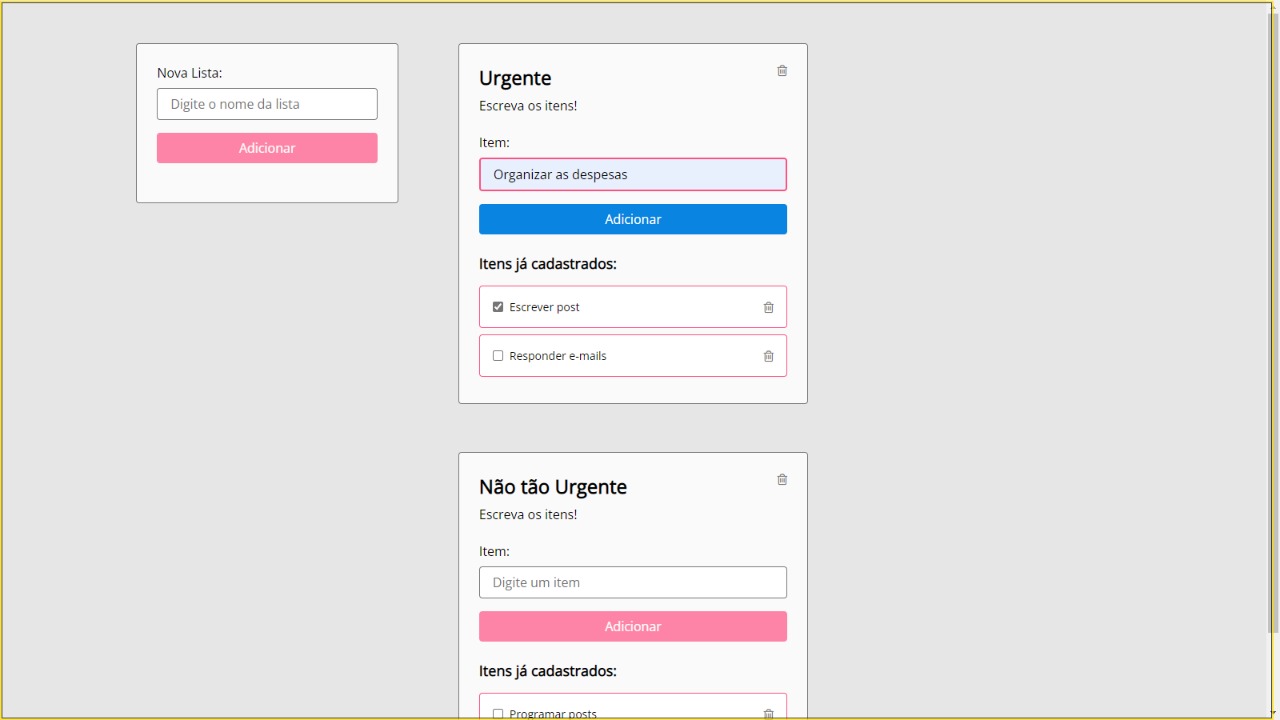 Nova Lista:
Digite o nome da lista
Adicionar
Urgente
Escreva os itens!
Item:
Organizar as despesas
Adicionar
Itens já cadastrados:
Escrever post
Responder e-mails
Não tão Urgente
Escreva os itens!
Item:
Digite um item
Adicionar
Itens já cadastrados:
Programar posts